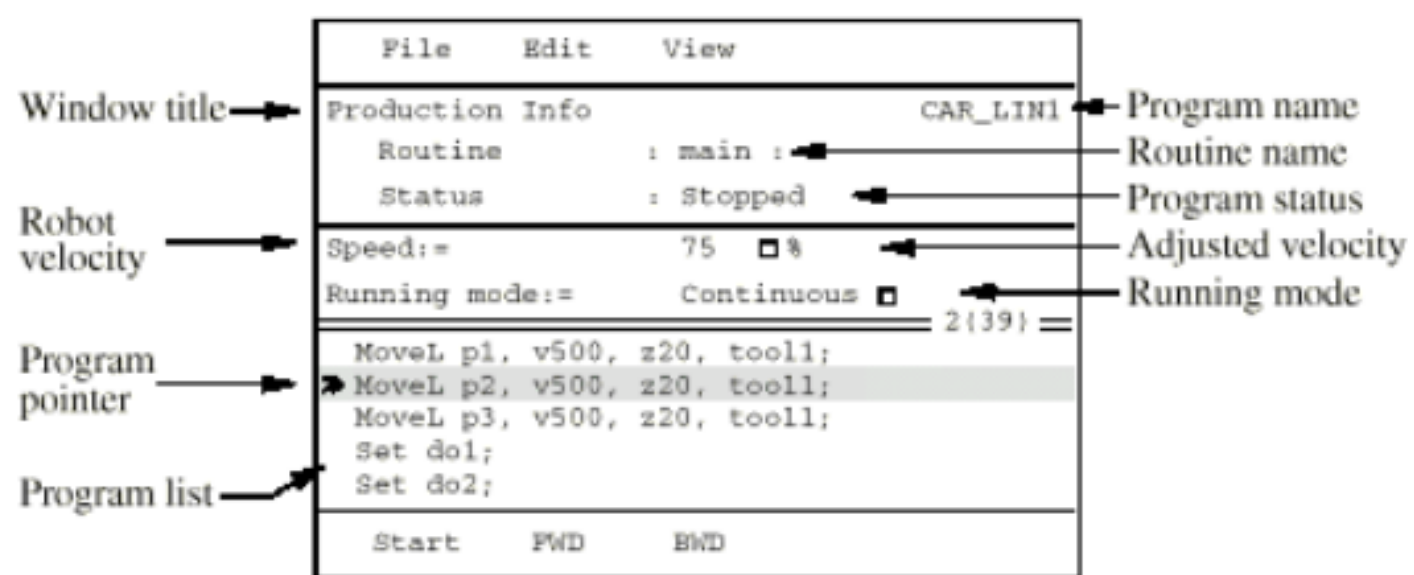 File Edit View
Window title Production Info CAR_LIN1 Program name
Routine : main : Routine name
Status : Stopped Program status
Robot velocity Speed:= 75 % Adjusted velocity
Running mode:= Continuous Running mode
2{39}
MoveL p1, v500, z20, tool1;
Program pointer MoveL p2, v500, z20, tool1;
MoveL p3, v500, z20, tool1;
Set do1;
Program list Set do2;
Start FWD BWD